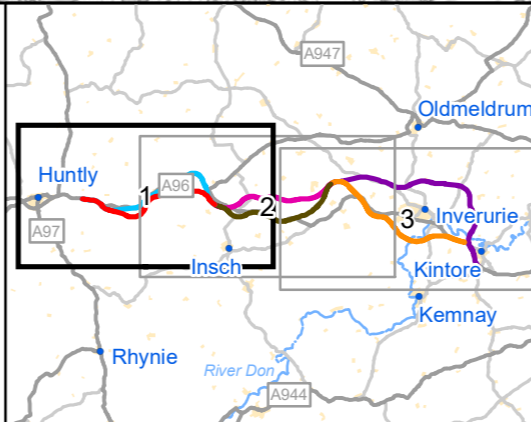 A947
Oldmeldrum
Huntly
1
A96
2
3
Inverurie
A97
Insch
Kintore
Kemnay
Rhynie
River Don
A944